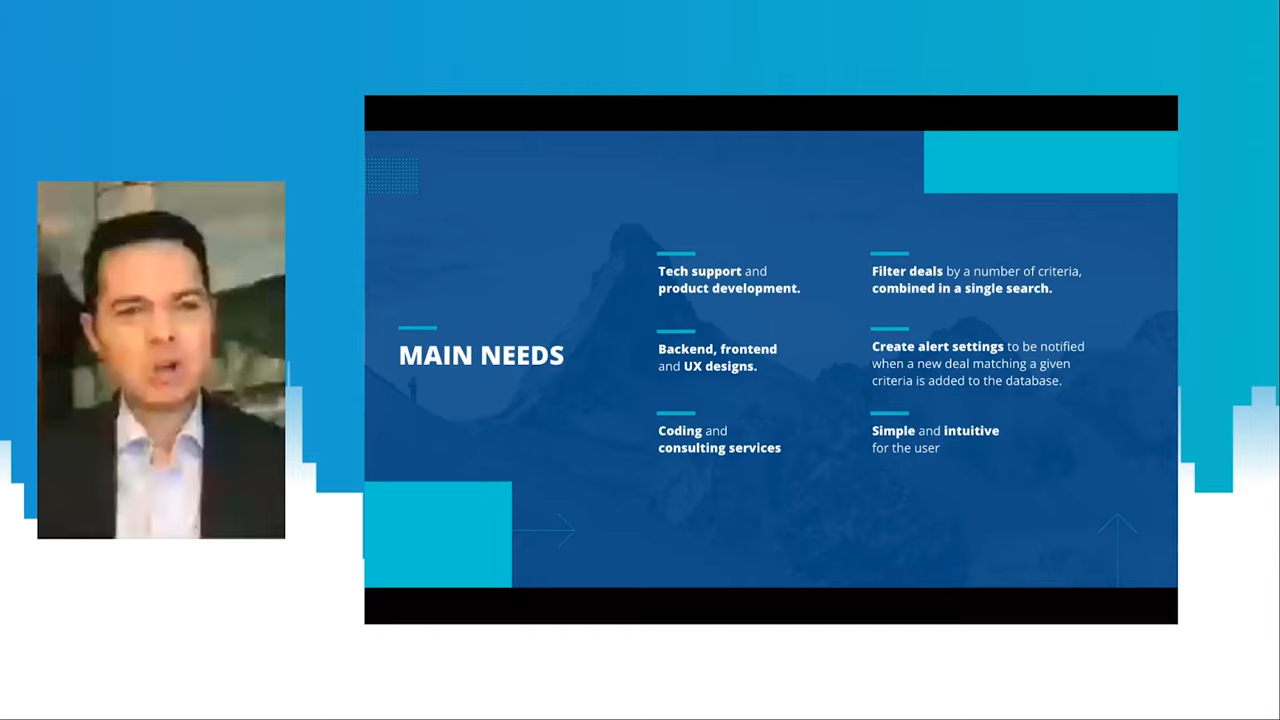 MAIN NEEDS
Tech support and
product development.
Backend, frontend
and UX designs.
Coding and
consulting services
Filter deals by a number of criteria,
combined in a single search.
Create alert settings to be notified
when a new deal matching a given
criteria is added to the database.
Simple and intuitive
for the user